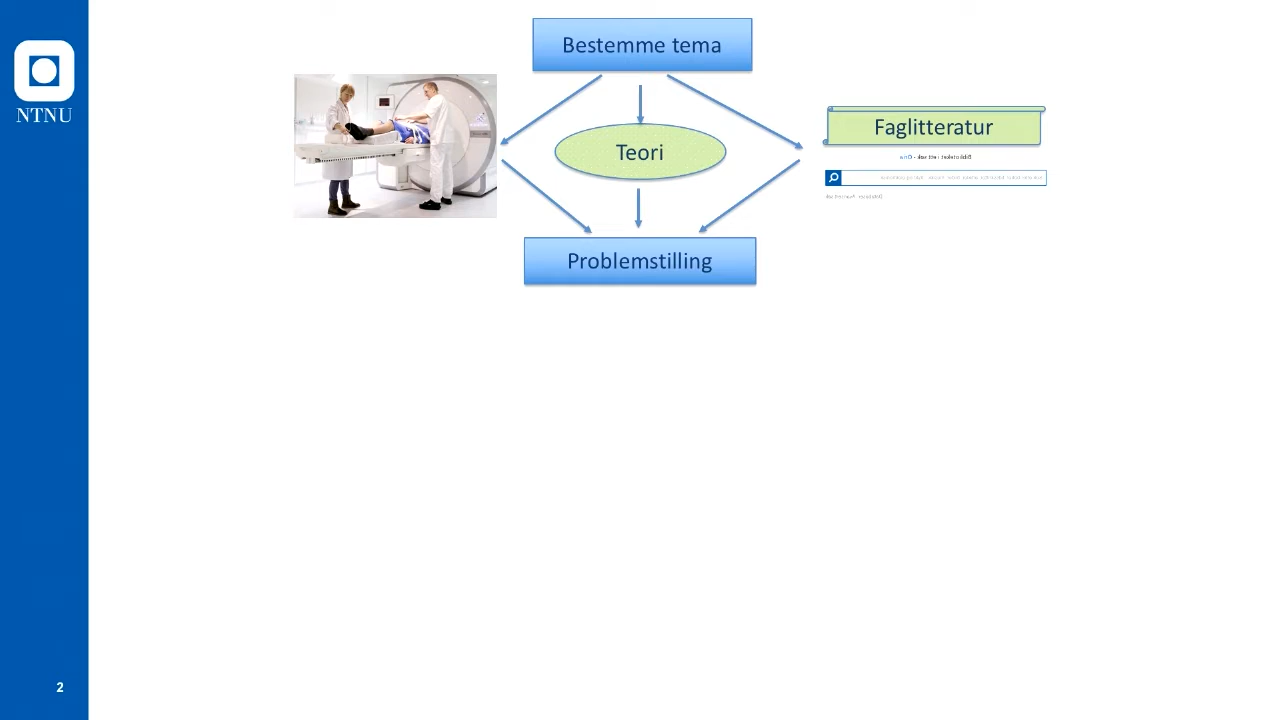 NTNU
Bestemme tema
Faglitteratur
Teori
Problemstilling
2